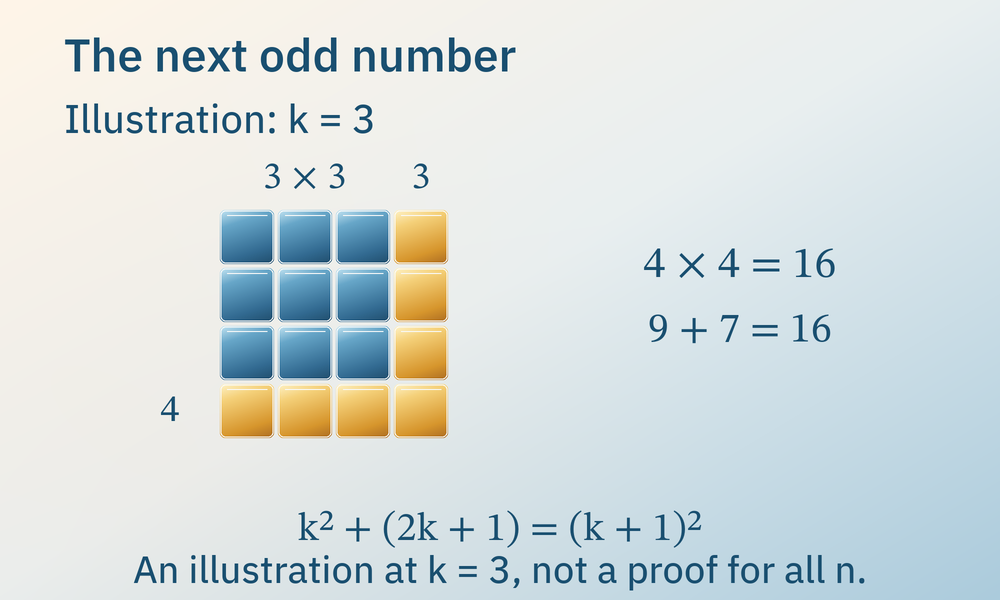 The next odd number
Illustration: k = 3
3 × 3 3
4 × 4 = 16
9 + 7 = 16
4
k² + (2k + 1) = (k + 1)²
An illustration at k = 3, not a proof for all n.